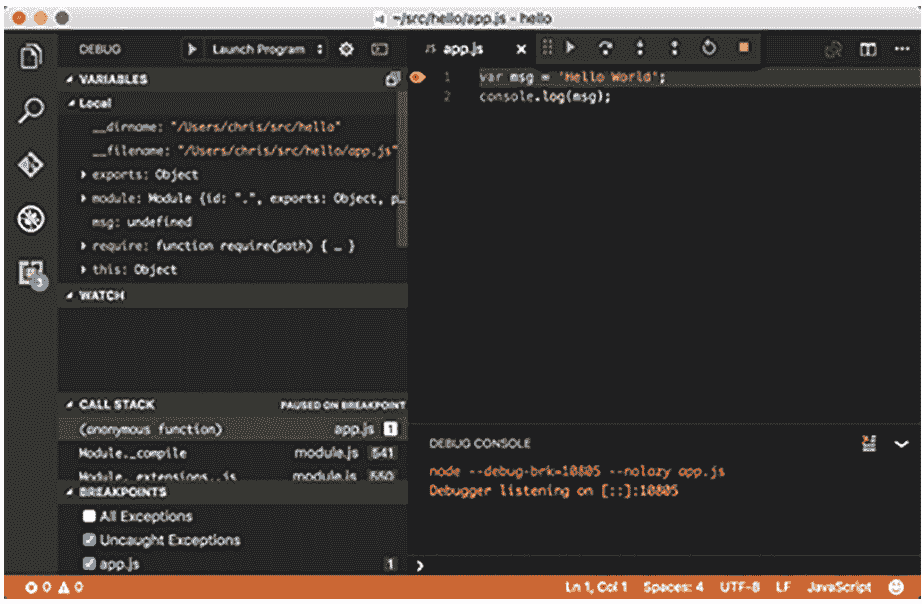 ~/src/hello/app.js - hello
DEBUG
Launch Program
VARIABLES
Local
__dirname: "/Users/chris/src/hello"
__filename: "/Users/chris/src/hello/app.js"
exports: Object
module: Module {id: ".", exports: Object, p…
msg: undefined
require: function require(path) { … }
this: Object
WATCH
CALL STACK PAUSED ON BREAKPOINT
(anonymous function) app.js 1
Module._compile module.js 541
Module._extensions..js module.js 550
BREAKPOINTS
All Exceptions
Uncaught Exceptions
app.js 1
JS app.js
1 var msg = 'Hello World';
2 console.log(msg);
DEBUG CONSOLE
node --debug-brk=10805 --nolazy app.js
Debugger listening on [::]:10805
0 0 Ln 1, Col 1 Spaces: 4 UTF-8 LF JavaScript